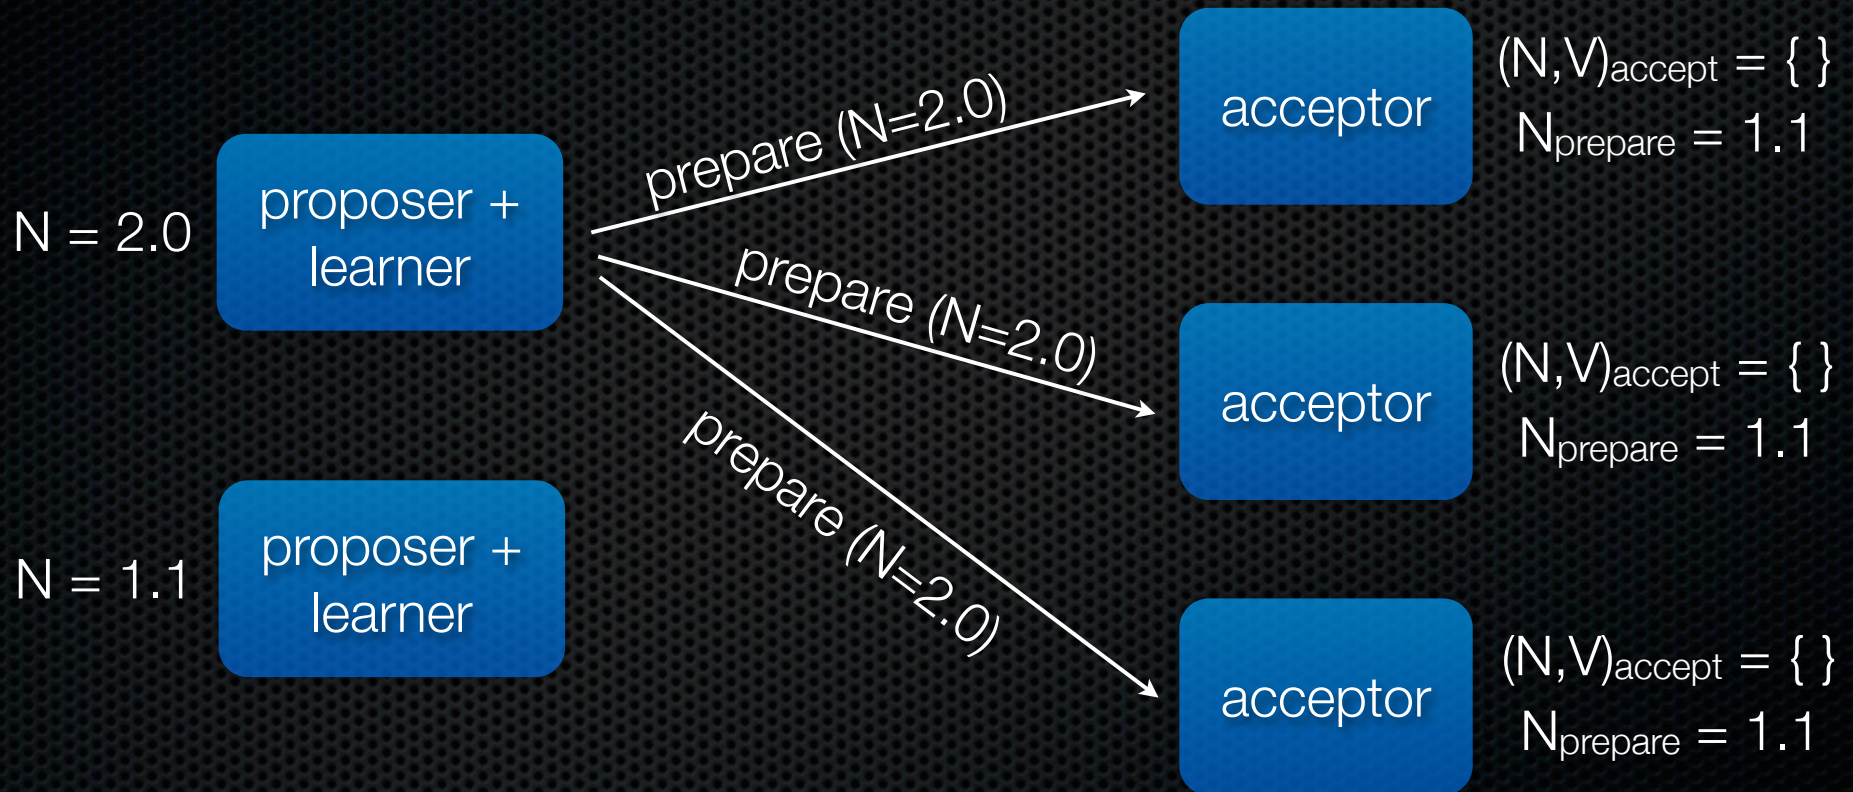 N = 2.0
proposer +
learner
N = 1.1
proposer +
learner
prepare (N=2.0)
prepare (N=2.0)
prepare (N=2.0)
acceptor
(N,V)accept = { }
Nprepare = 1.1
acceptor
(N,V)accept = { }
Nprepare = 1.1
acceptor
(N,V)accept = { }
Nprepare = 1.1